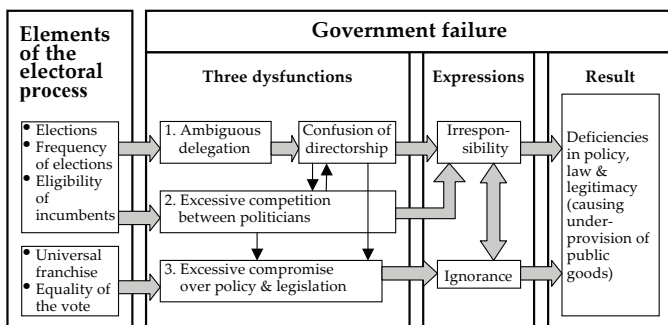 Elements of the
electoral
process
Government failure
Three dysfunctions
Expressions
Result
• Elections
• Frequency
of elections
• Eligibility
of
incumbents
1. Ambiguous
delegation
Confusion of
directorship
Irrespon-
sibility
Deficiencies
in policy,
law &
legitimacy
(causing
under-
provision of
public
goods)
2. Excessive competition
between politicians
• Universal
franchise
• Equality of
the vote
3. Excessive compromise
over policy & legislation
Ignorance